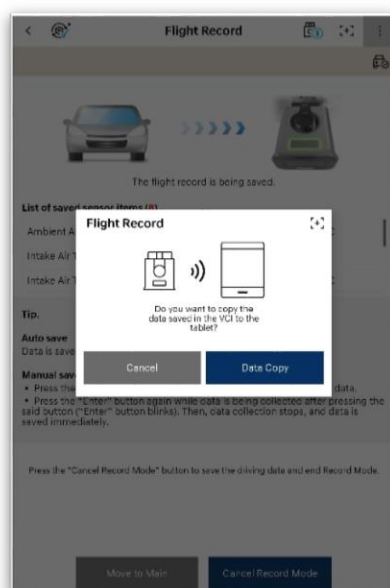 Flight Record
The flight record is being saved.
List of saved sensor items (8)
Ambient A
Intake Air T
Intake Air T
Flight Record
Do you want to copy the
data saved in the VCI to the
tablet?
Cancel
Data Copy
Tip.
Auto save
Data is save
Manual sav
• Press the data.
• Press the "Enter" button again while data is being collected after pressing the
said button ("Enter" button blinks). Then, data collection stops, and data is
saved immediately.
Press the "Cancel Record Mode" button to save the driving data and end Record Mode.
Move to Main
Cancel Record Mode